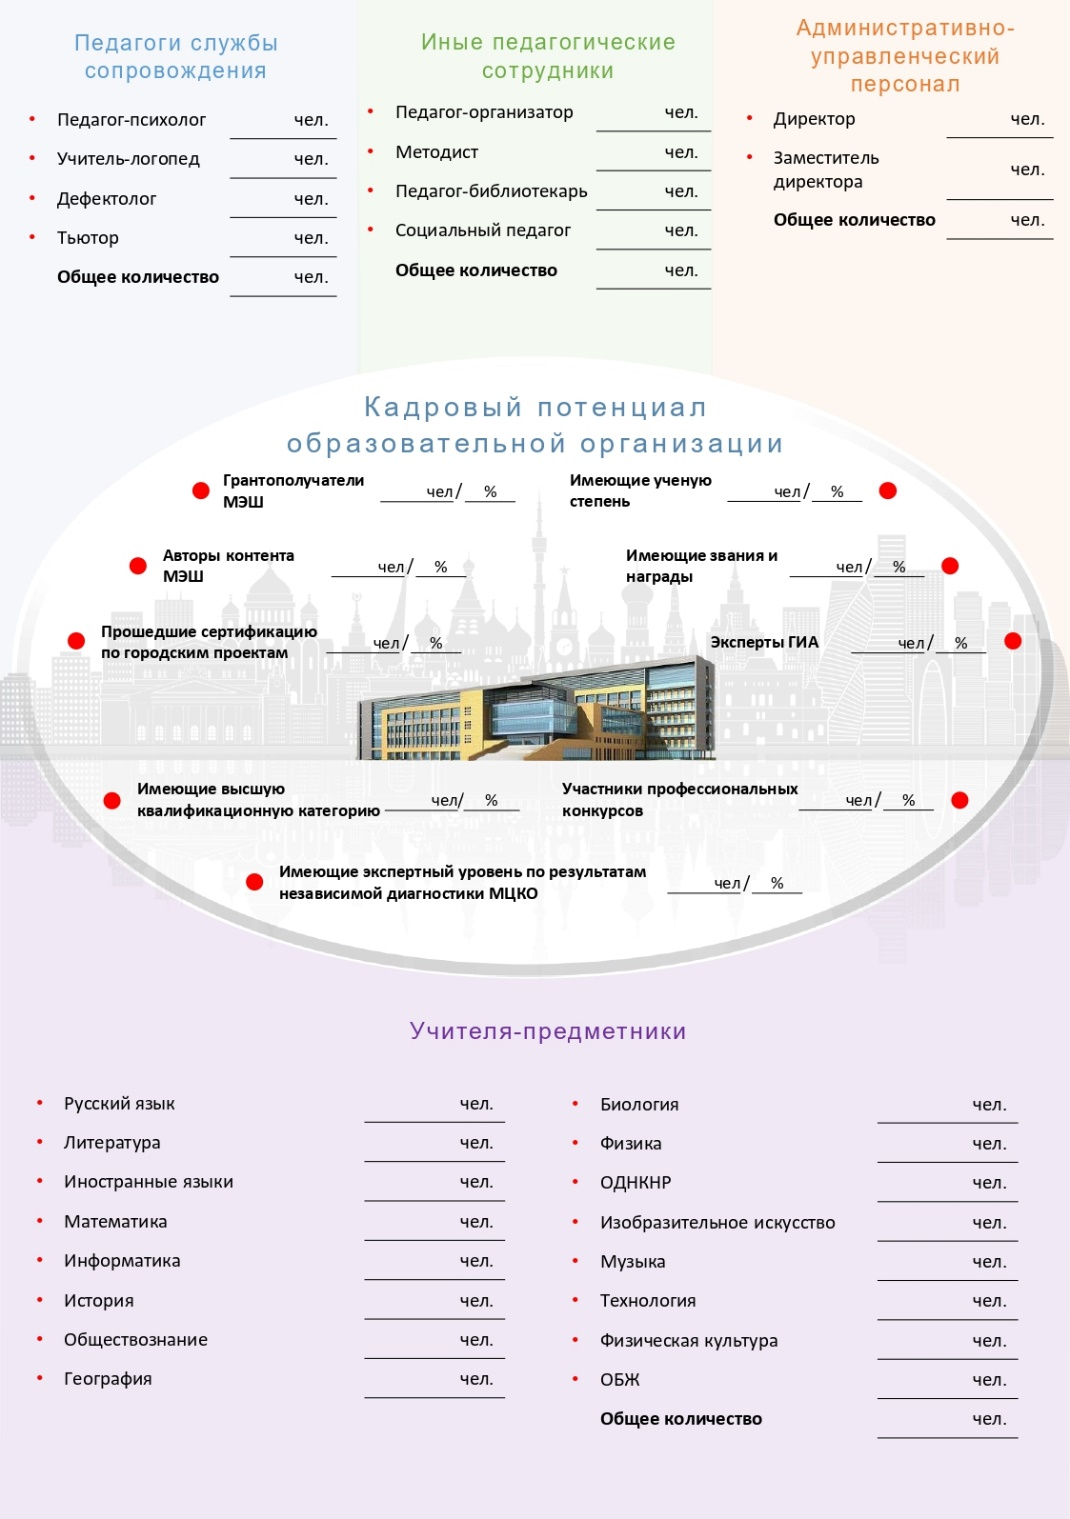 Педагоги службы
сопровождения
• Педагог-психолог чел.
• Учитель-логопед чел.
• Дефектолог чел.
• Тьютор чел.
Общее количество чел.
Иные педагогические
сотрудники
• Педагог-организатор чел.
• Методист чел.
• Педагог-библиотекарь чел.
• Социальный педагог чел.
Общее количество чел.
Административно-
управленческий
персонал
• Директор чел.
• Заместитель
директора чел.
Общее количество чел.
Кадровый потенциал
образовательной организации
Грантополучатели
МЭШ чел/ %
Имеющие ученую
степень чел/ %
Авторы контента
МЭШ чел/ %
Имеющие звания и
награды чел/ %
Прошедшие сертификацию
по городским проектам чел/ %
Эксперты ГИА чел/ %
Имеющие высшую
квалификационную категорию чел/ %
Участники профессиональных
конкурсов чел/ %
Имеющие экспертный уровень по результатам
независимой диагностики МЦКО чел/ %
Учителя-предметники
• Русский язык чел.
• Литература чел.
• Иностранные языки чел.
• Математика чел.
• Информатика чел.
• История чел.
• Обществознание чел.
• География чел.
• Биология чел.
• Физика чел.
• ОДНКНР чел.
• Изобразительное искусство чел.
• Музыка чел.
• Технология чел.
• Физическая культура чел.
• ОБЖ чел.
Общее количество чел.